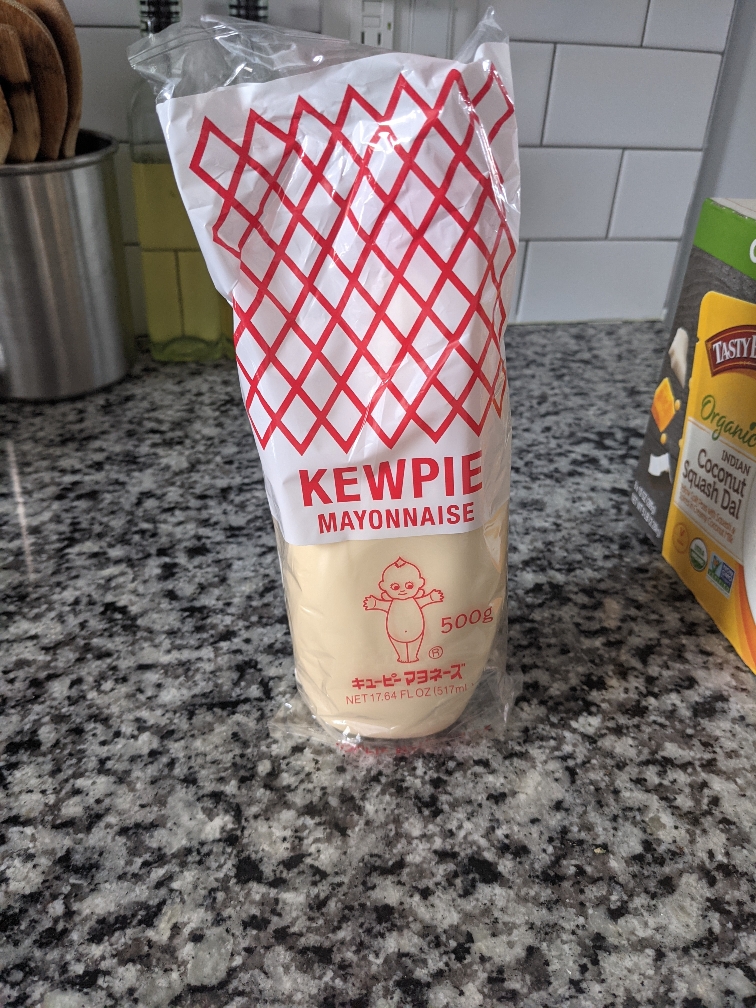 KEWPIE
MAYONNAISE
500g
®
キューピー マヨネーズ
NET 17.64 FL OZ (517ml)
TASTY
Organic
INDIAN
Coconut
Squash Dal